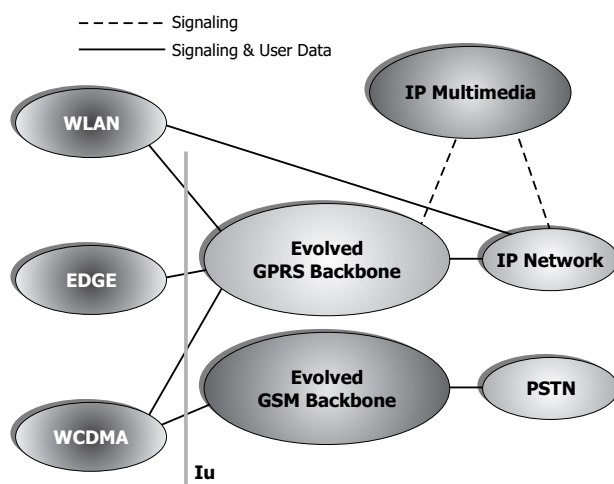 Signaling
Signaling & User Data
IP Multimedia
WLAN
Evolved
GPRS Backbone
IP Network
EDGE
Evolved
GSM Backbone
PSTN
WCDMA
Iu